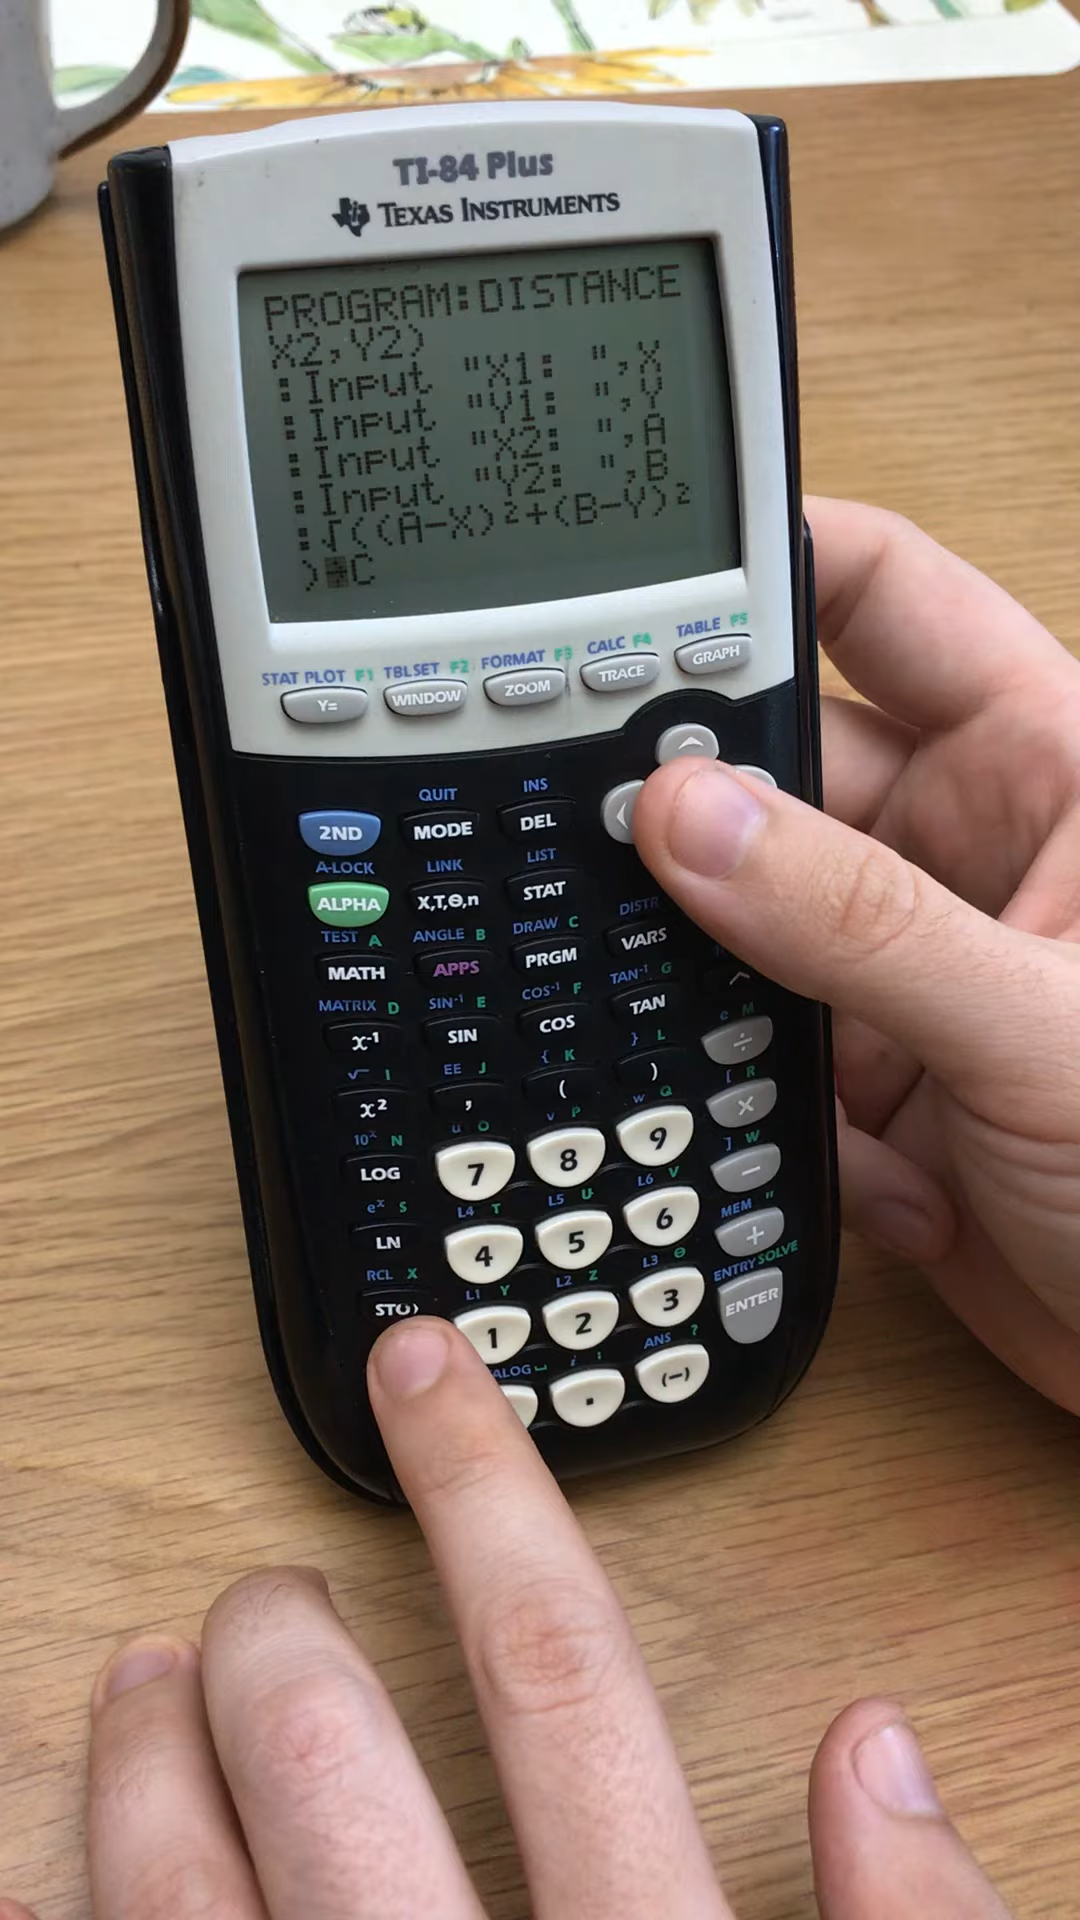 TI-84 Plus
TEXAS INSTRUMENTS
PROGRAM:DISTANCE
X2,Y2)
:Input "X1: ",X
:Input "Y1: ",Y
:Input "X2: ",A
:Input "Y2: ",B
:√((A-X)²+(B-Y)²
)→C
STAT PLOT F1 TBLSET F2 FORMAT F3 CALC F4 TABLE F5
Y= WINDOW ZOOM TRACE GRAPH
QUIT INS
2ND MODE DEL
A-LOCK LINK LIST
ALPHA X,T,Θ,n STAT
TEST A ANGLE B DRAW C DISTR
MATH APPS PRGM VARS
MATRIX D SIN⁻¹ E COS⁻¹ F TAN⁻¹ G
x⁻¹ SIN COS TAN ^
√ I EE J { K } L e M
x² , ( ) ÷
10ˣ N u O v P w Q [ R
LOG 7 8 9 ×
eˣ S L4 T L5 U L6 V ] W
LN 4 5 6 −
RCL X L1 Y L2 Z L3 Θ MEM "
STO 1 2 3 +
ALOG i : ANS ? ENTRY SOLVE
. (-) ENTER